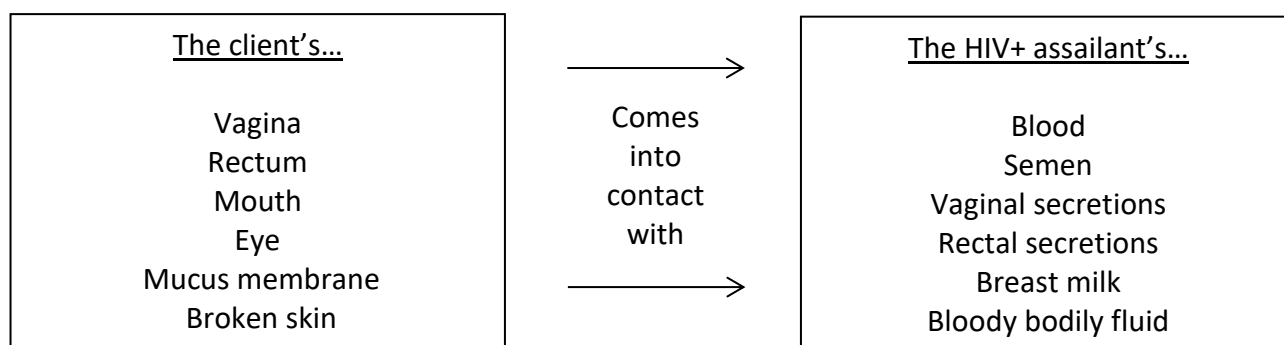 The client’s…
Vagina
Rectum
Mouth
Eye
Mucus membrane
Broken skin
Comes
into
contact
with
The HIV+ assailant’s…
Blood
Semen
Vaginal secretions
Rectal secretions
Breast milk
Bloody bodily fluid